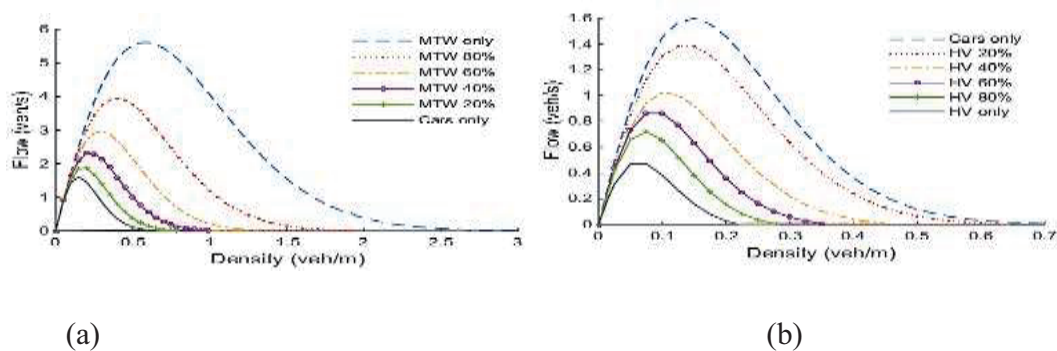 6
5
4
3
2
1
0
Flow (veh/s)
0
0.5
1
1.5
2
2.5
3
Density (veh/m)
MTW only
MTW 80%
MTW 60%
MTW 40%
MTW 20%
Cars only
1.6
1.4
1.2
1
0.8
0.6
0.4
0.2
0
Flow (veh/s)
0
0.1
0.2
0.3
0.4
0.5
0.6
0.7
Density (veh/m)
Cars only
HV 20%
HV 40%
HV 60%
HV 80%
HV only
(a)
(b)